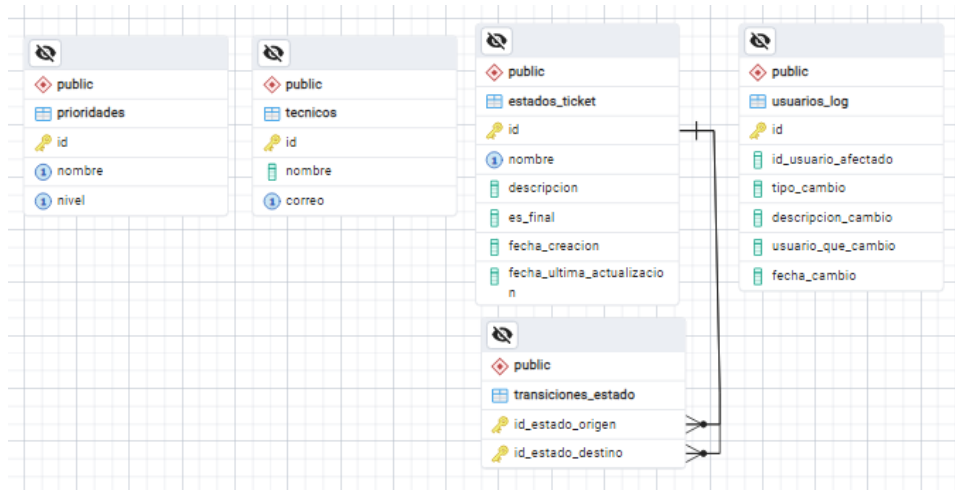 public
prioridades
id
nombre
nivel
public
tecnicos
id
nombre
correo
public
estados_ticket
id
nombre
descripcion
es_final
fecha_creacion
fecha_ultima_actualizacio
n
public
usuarios_log
id
id_usuario_afectado
tipo_cambio
descripcion_cambio
usuario_que_cambio
fecha_cambio
public
transiciones_estado
id_estado_origen
id_estado_destino